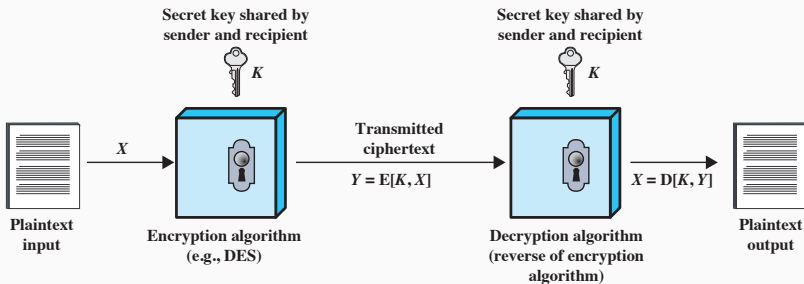 Secret key shared by
sender and recipient
K
Secret key shared by
sender and recipient
K
X
Transmitted
ciphertext
Y = E[K, X]
X = D[K, Y]
Plaintext
input
Encryption algorithm
(e.g., DES)
Decryption algorithm
(reverse of encryption
algorithm)
Plaintext
output